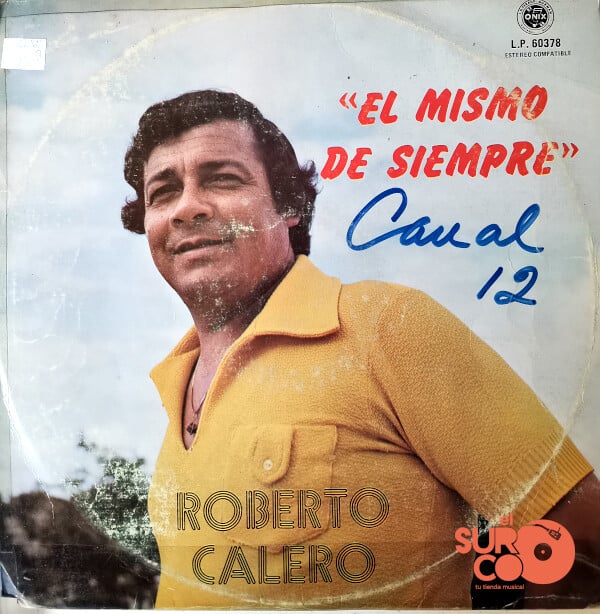 ONIX
L.P. 60378
ESTEREO COMPATIBLE
«EL MISMO
DE SIEMPRE»
Canal
12
ROBERTO
CALERO
el
SURCO
tu tienda musical